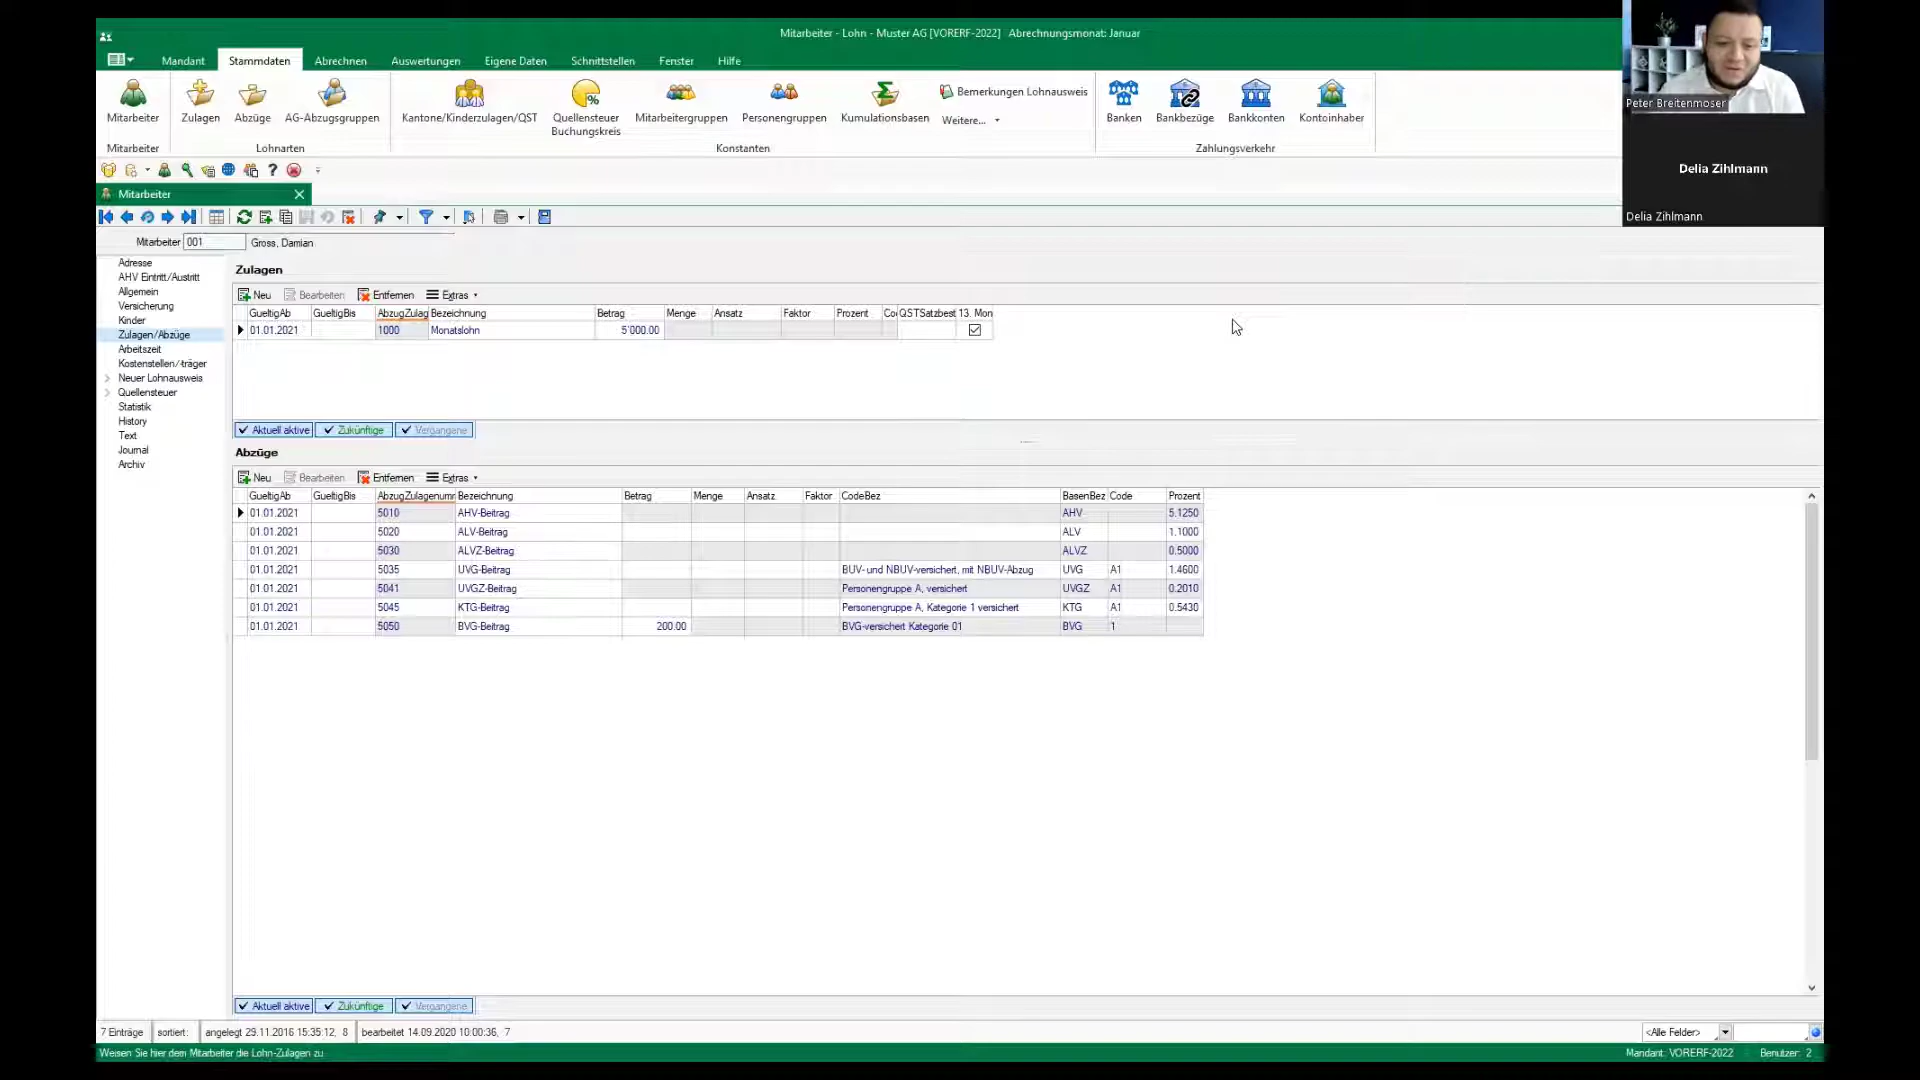 Mitarbeiter - Lohn - Muster AG [VORERF-2022] Abrechnungsmonat: Januar
Mandant Stammdaten Abrechnen Auswertungen Eigene Daten Schnittstellen Fenster Hilfe
Mitarbeiter Zulagen Abzüge AG-Abzugsgruppen Kantone/Kinderzulagen/QST Quellensteuer Buchungskreis Mitarbeitergruppen Personengruppen Kumulationsbasen Bemerkungen Lohnausweis Weitere... Banken Bankbezüge Bankkonten Kontoinhaber
Mitarbeiter Lohnarten Konstanten Zahlungsverkehr
Peter Breitenmoser
Delia Zihlmann
Delia Zihlmann
Mitarbeiter
Mitarbeiter 001 Gross, Damian
Adresse
AHV Eintritt/Austritt
Allgemein
Versicherung
Kinder
Zulagen/Abzüge
Arbeitszeit
Kostenstellen/-träger
Neuer Lohnausweis
Quellensteuer
Statistik
History
Text
Journal
Archiv
Zulagen
Neu Bearbeiten Entfernen Extras
GueltigAb GueltigBis AbzugZulag Bezeichnung Betrag Menge Ansatz Faktor Prozent Co QSTSatzbest 13. Mon
01.01.2021 1000 Monatslohn 5'000.00
Aktuell aktive Zukünftige Vergangene
Abzüge
Neu Bearbeiten Entfernen Extras
GueltigAb GueltigBis AbzugZulagenumr Bezeichnung Betrag Menge Ansatz Faktor CodeBez BasenBez Code Prozent
01.01.2021 5010 AHV-Beitrag AHV 5.1250
01.01.2021 5020 ALV-Beitrag ALV 1.1000
01.01.2021 5030 ALVZ-Beitrag ALVZ 0.5000
01.01.2021 5035 UVG-Beitrag BUV- und NBUV-versichert, mit NBUV-Abzug UVG A1 1.4600
01.01.2021 5041 UVGZ-Beitrag Personengruppe A, versichert UVGZ A1 0.2010
01.01.2021 5045 KTG-Beitrag Personengruppe A, Kategorie 1 versichert KTG A1 0.5430
01.01.2021 5050 BVG-Beitrag 200.00 BVG-versichert Kategorie 01 BVG 1
Aktuell aktive Zukünftige Vergangene
7 Einträge sortiert: angelegt 29.11.2016 15:35:12, 8 bearbeitet 14.09.2020 10:00:36, 7 <Alle Felder>
Weisen Sie hier dem Mitarbeiter die Lohn-Zulagen zu Mandant: VORERF-2022 Benutzer: 2